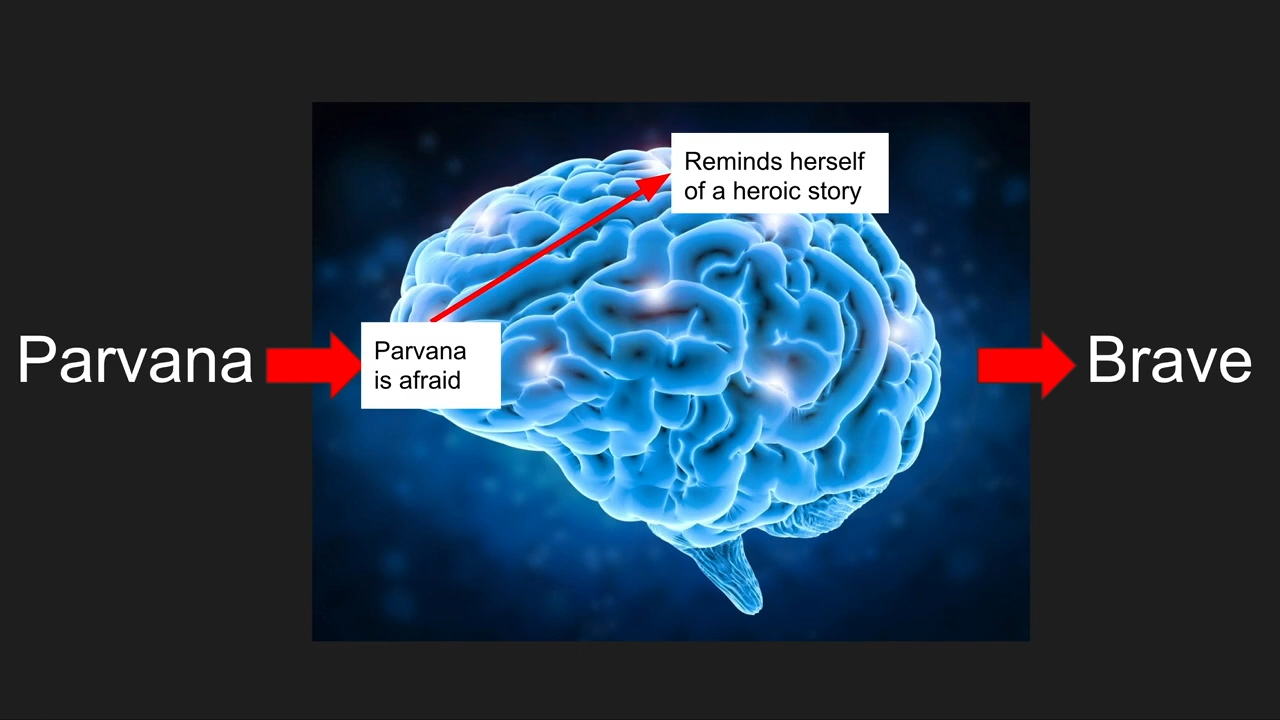 Parvana
Parvana
is afraid
Reminds herself
of a heroic story
Brave